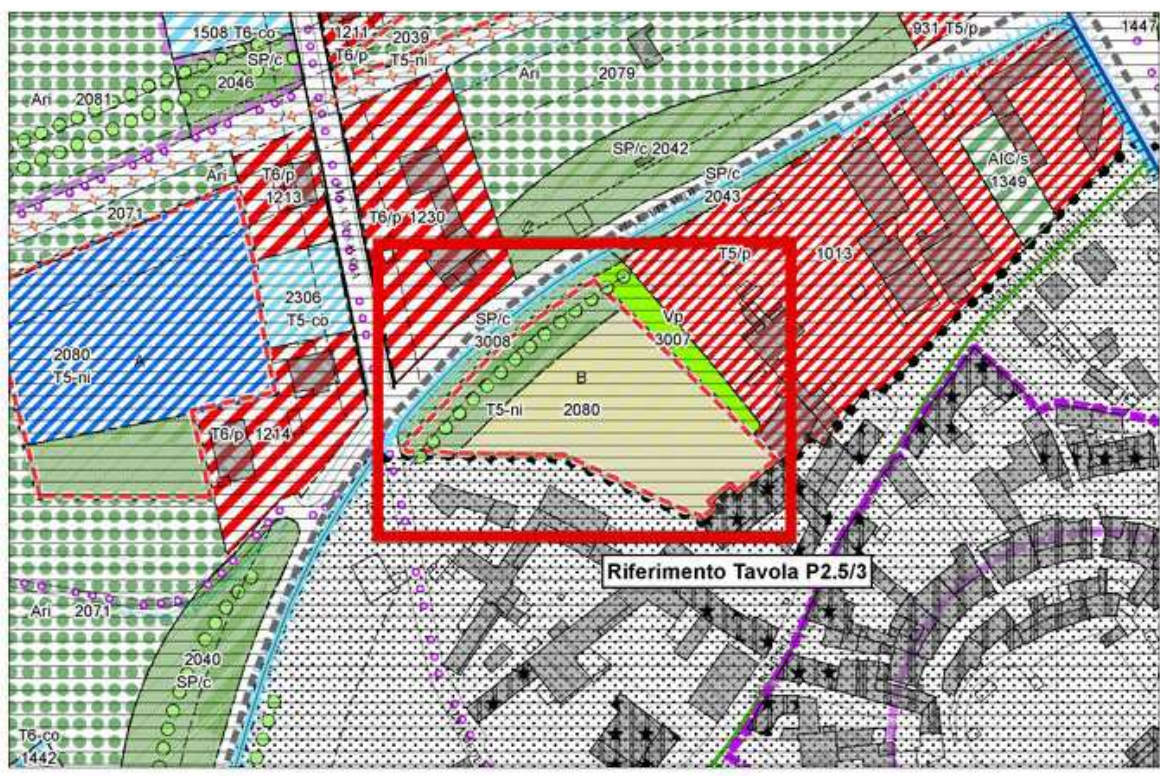 1508 T6-co
SP/c
2046
1211
T6/p
2039
T5-ni
931 T5/p
1447
Ari 2079
Ari 2081
SP/c 2042
SP/c
2043
AIC/s
1349
Ari
T6/p
1213
2071
T6/p 1230
T5/p 1013
2306
T5-co
SP/c
3008
Vp
3007
2080
T5-ni
A
B
T5-ni 2080
T6/p 1214
Riferimento Tavola P2.5/3
Ari 2071
2040
SP/c
T6-co
1442